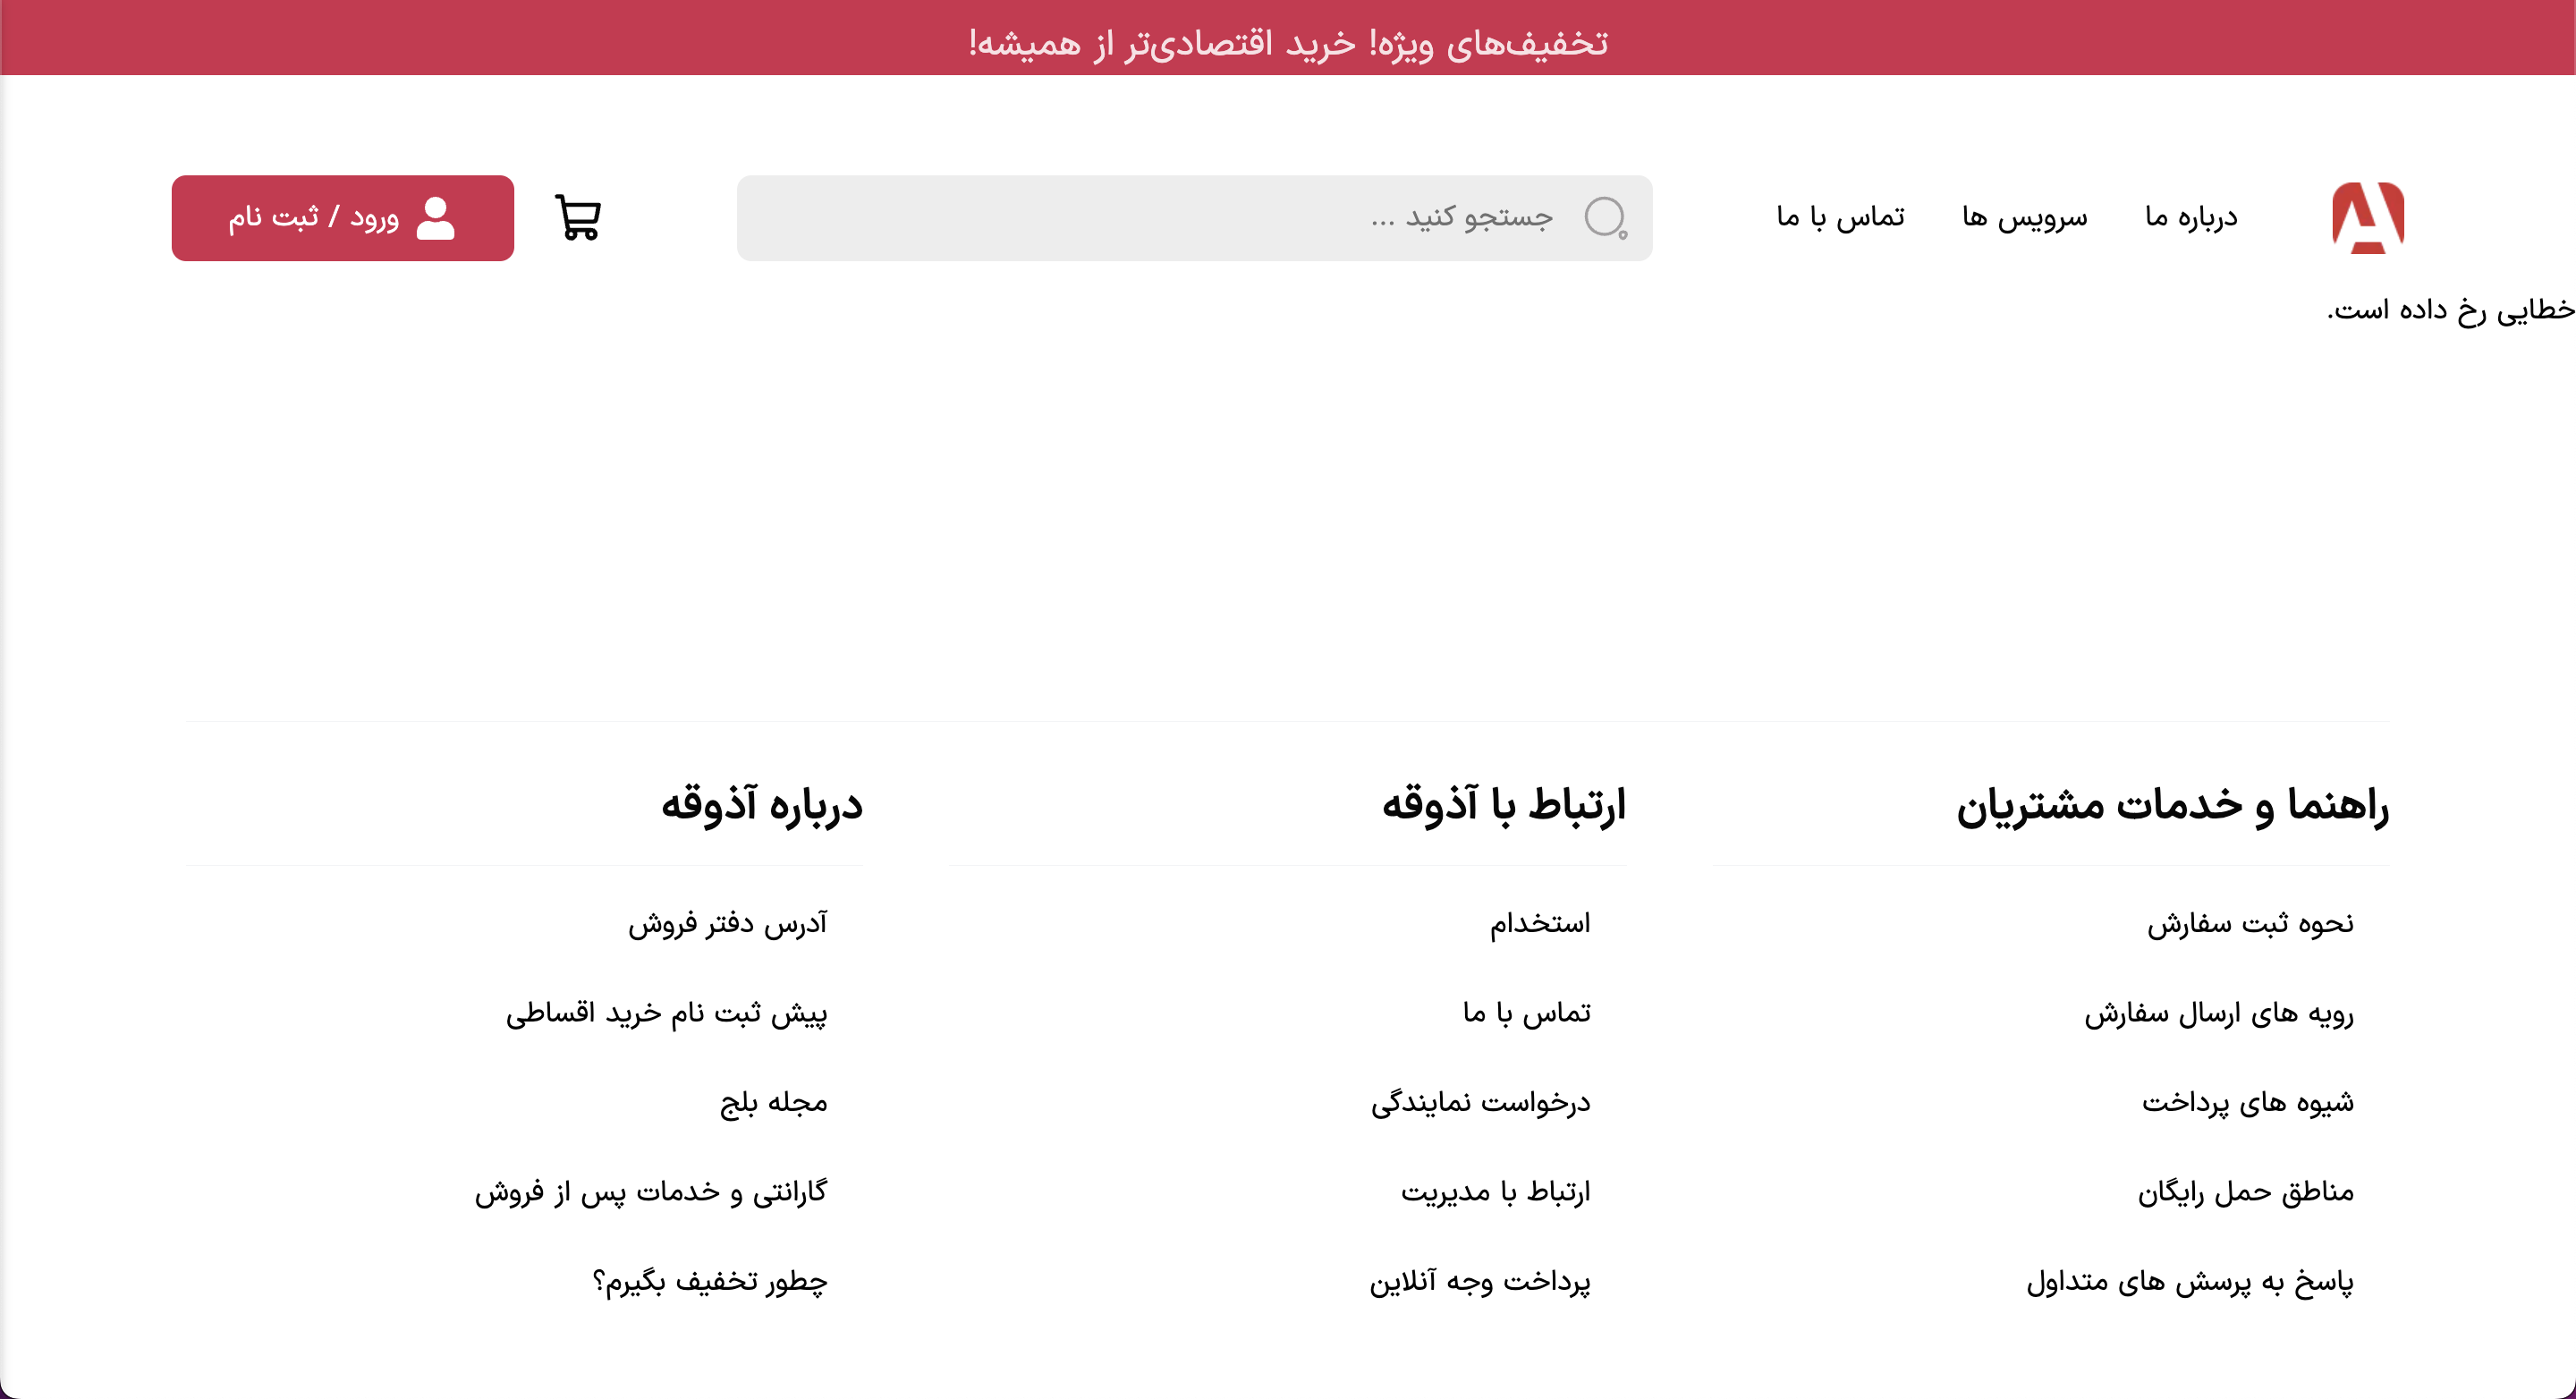 تخفیف‌های ویژه! خرید اقتصادی‌تر از همیشه!
درباره ما
سرویس ها
تماس با ما
جستجو کنید ...
ورود / ثبت نام
خطایی رخ داده است.
راهنما و خدمات مشتریان
نحوه ثبت سفارش
رویه های ارسال سفارش
شیوه های پرداخت
مناطق حمل رایگان
پاسخ به پرسش های متداول
ارتباط با آذوقه
استخدام
تماس با ما
درخواست نمایندگی
ارتباط با مدیریت
پرداخت وجه آنلاین
درباره آذوقه
آدرس دفتر فروش
پیش ثبت نام خرید اقساطی
مجله بلج
گارانتی و خدمات پس از فروش
چطور تخفیف بگیرم؟